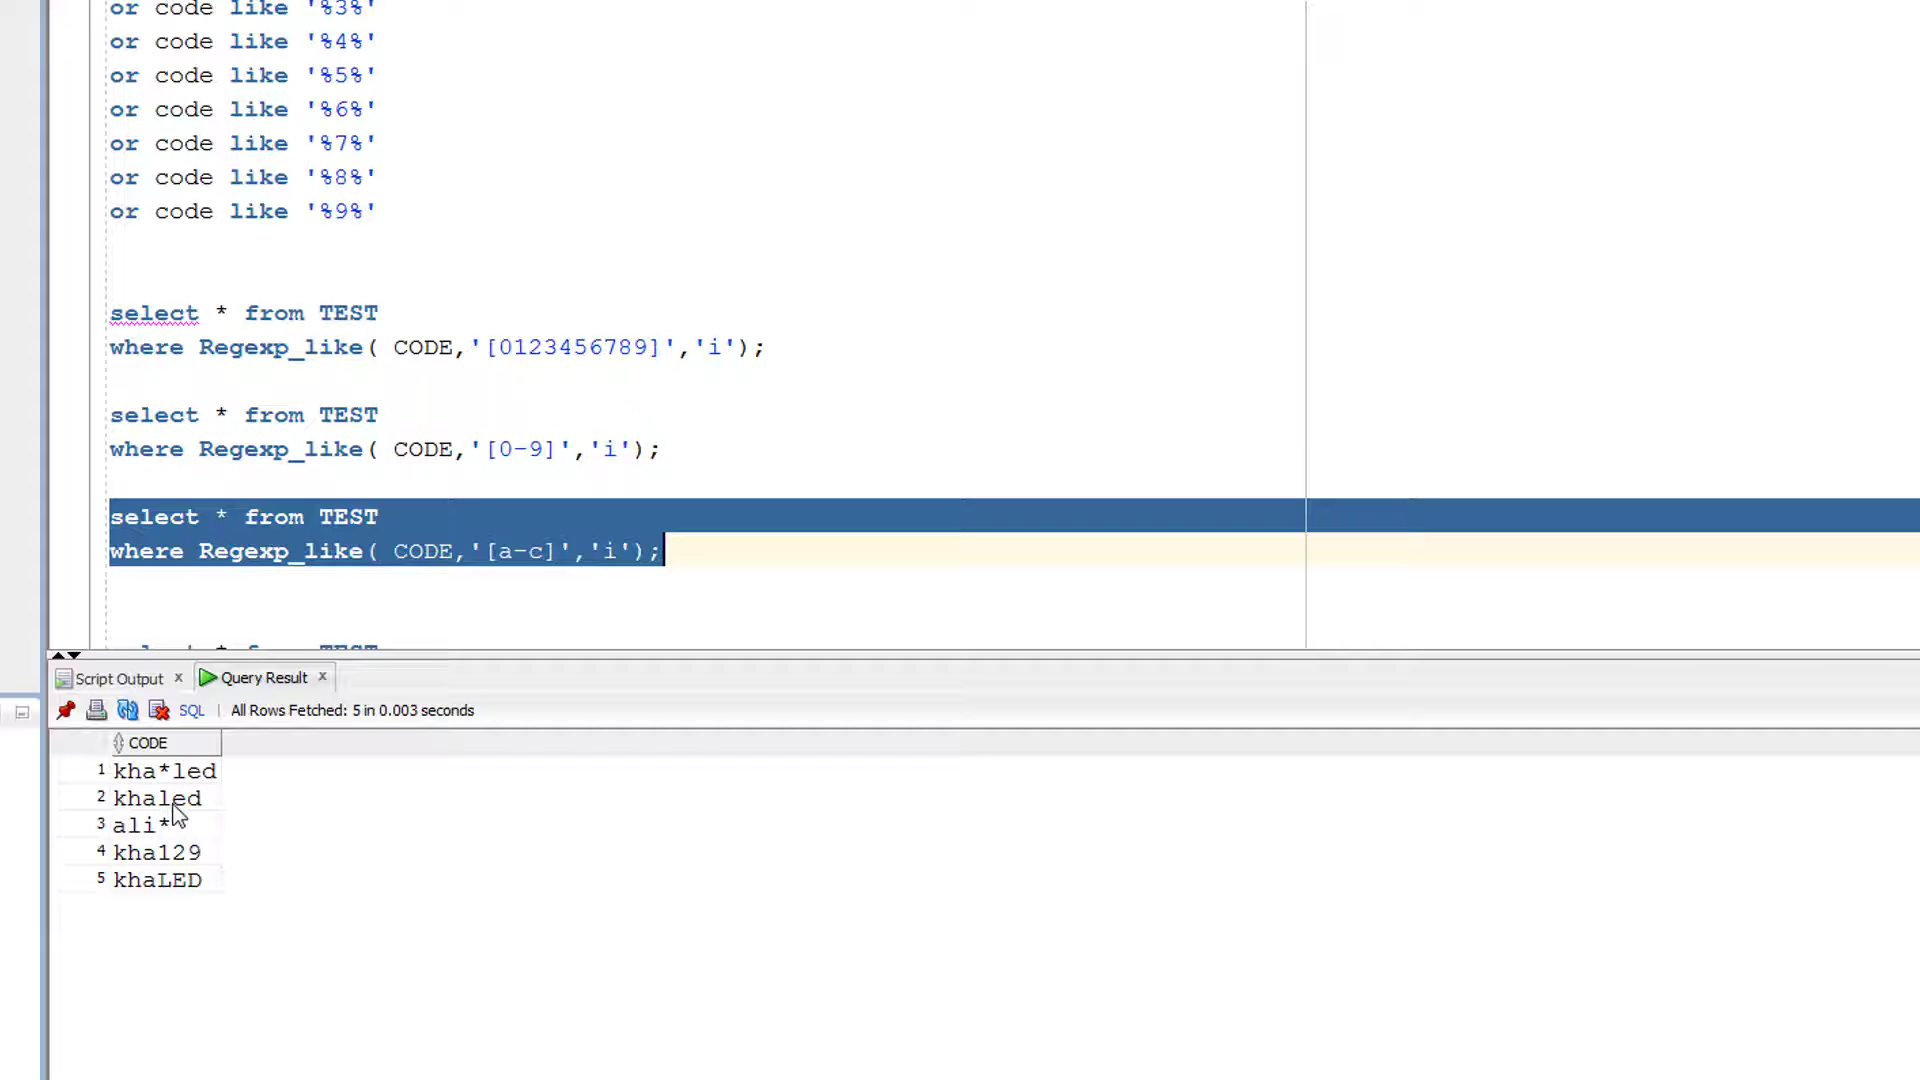 or code like '%3%'
or code like '%4%'
or code like '%5%'
or code like '%6%'
or code like '%7%'
or code like '%8%'
or code like '%9%'
select * from TEST
where Regexp_like( CODE,'[0123456789]','i');
select * from TEST
where Regexp_like( CODE,'[0-9]','i');
select * from TEST
where Regexp_like( CODE,'[a-c]','i');
Script Output x Query Result x
SQL | All Rows Fetched: 5 in 0.003 seconds
CODE
1 kha*led
2 khaled
3 ali*
4 kha129
5 khaLED